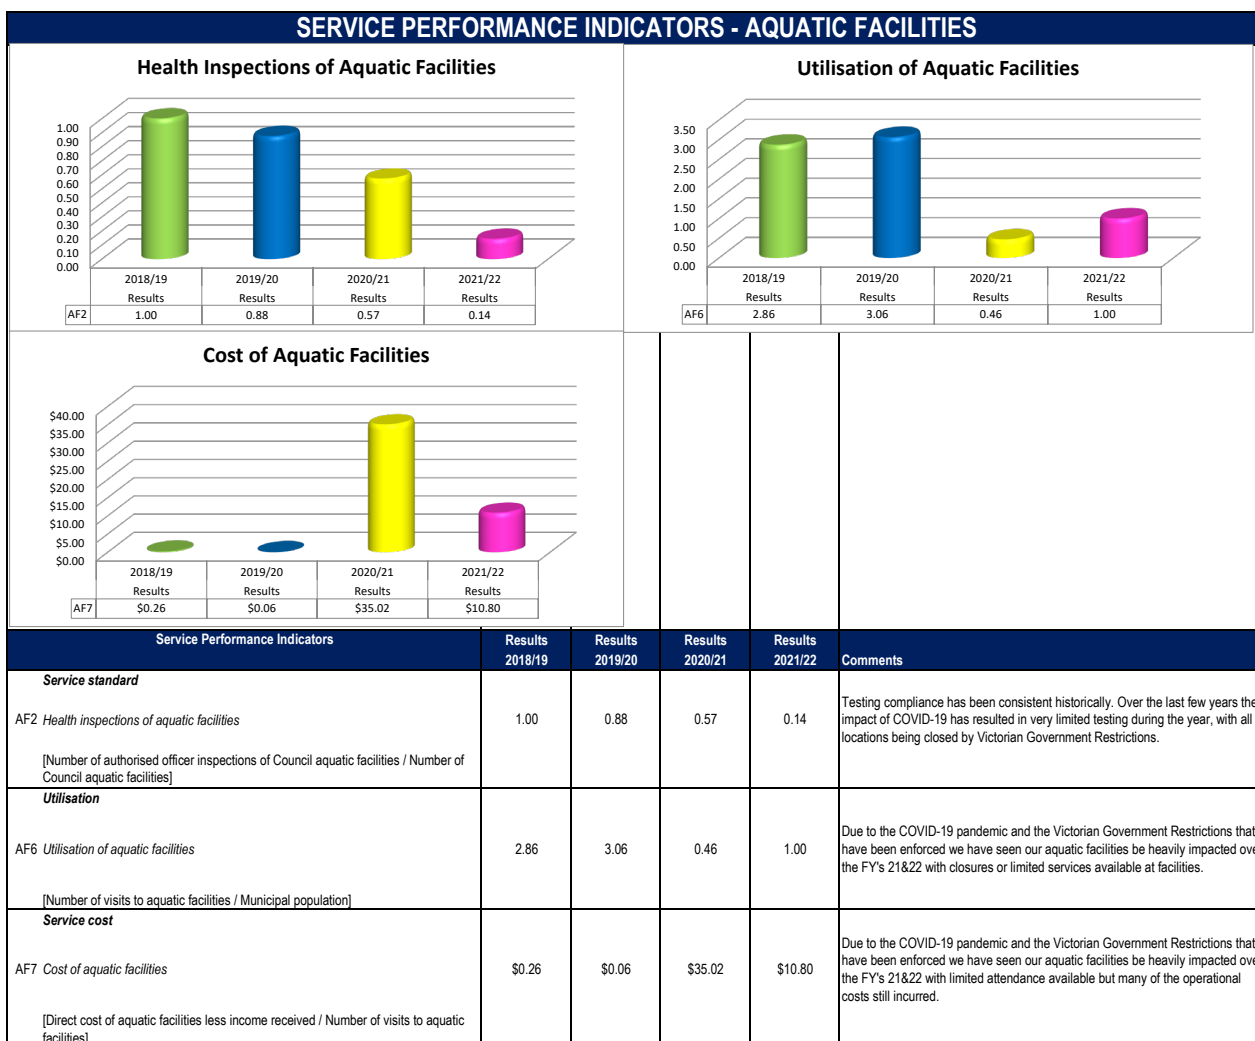 SERVICE PERFORMANCE INDICATORS - AQUATIC FACILITIES
Health Inspections of Aquatic Facilities
1.00
0.90
0.80
0.70
0.60
0.50
0.40
0.30
0.20
0.10
0.00
2018/19 2019/20 2020/21 2021/22
Results Results Results Results
AF2 1.00 0.88 0.57 0.14
Utilisation of Aquatic Facilities
3.50
3.00
2.50
2.00
1.50
1.00
0.50
0.00
2018/19 2019/20 2020/21 2021/22
Results Results Results Results
AF6 2.86 3.06 0.46 1.00
Cost of Aquatic Facilities
$40.00
$35.00
$30.00
$25.00
$20.00
$15.00
$10.00
$5.00
$0.00
2018/19 2019/20 2020/21 2021/22
Results Results Results Results
AF7 $0.26 $0.06 $35.02 $10.80
Service Performance Indicators Results Results Results Results
2018/19 2019/20 2020/21 2021/22 Comments
Service standard
AF2 Health inspections of aquatic facilities 1.00 0.88 0.57 0.14
Testing compliance has been consistent historically. Over the last few years the
impact of COVID-19 has resulted in very limited testing during the year, with all
locations being closed by Victorian Government Restrictions.
[Number of authorised officer inspections of Council aquatic facilities / Number of
Council aquatic facilities]
Utilisation
AF6 Utilisation of aquatic facilities 2.86 3.06 0.46 1.00
Due to the COVID-19 pandemic and the Victorian Government Restrictions that
have been enforced we have seen our aquatic facilities be heavily impacted ove
the FY's 21&22 with closures or limited services available at facilities.
[Number of visits to aquatic facilities / Municipal population]
Service cost
AF7 Cost of aquatic facilities $0.26 $0.06 $35.02 $10.80
Due to the COVID-19 pandemic and the Victorian Government Restrictions that
have been enforced we have seen our aquatic facilities be heavily impacted ove
the FY's 21&22 with limited attendance available but many of the operational
costs still incurred.
[Direct cost of aquatic facilities less income received / Number of visits to aquatic
facilities]